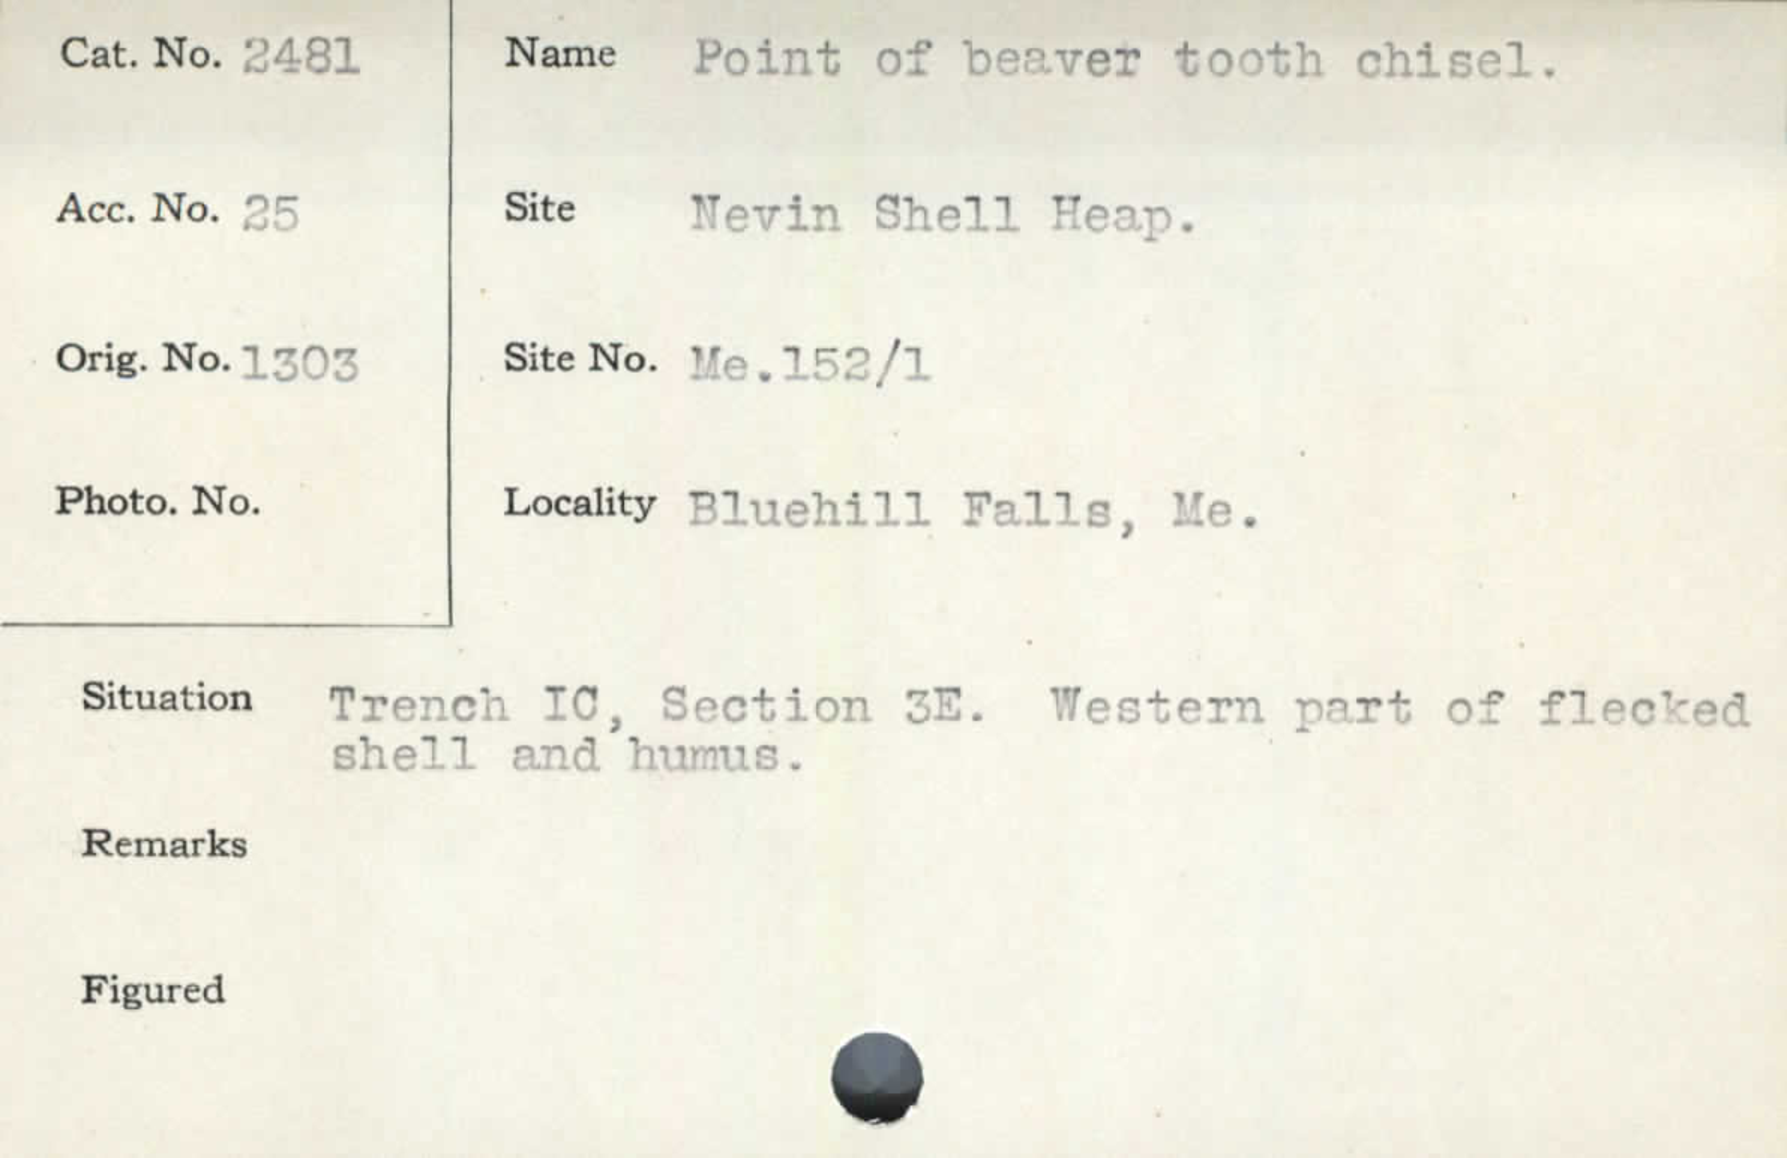 Cat. No. 2481
Name Point of beaver tooth chisel.
Acc. No. 25
Site Nevin Shell Heap.
Orig. No. 1303
Site No. Me.152/1
Photo. No.
Locality Bluehill Falls, Me.
Situation Trench IC, Section 3E. Western part of flecked
shell and humus.
Remarks
Figured